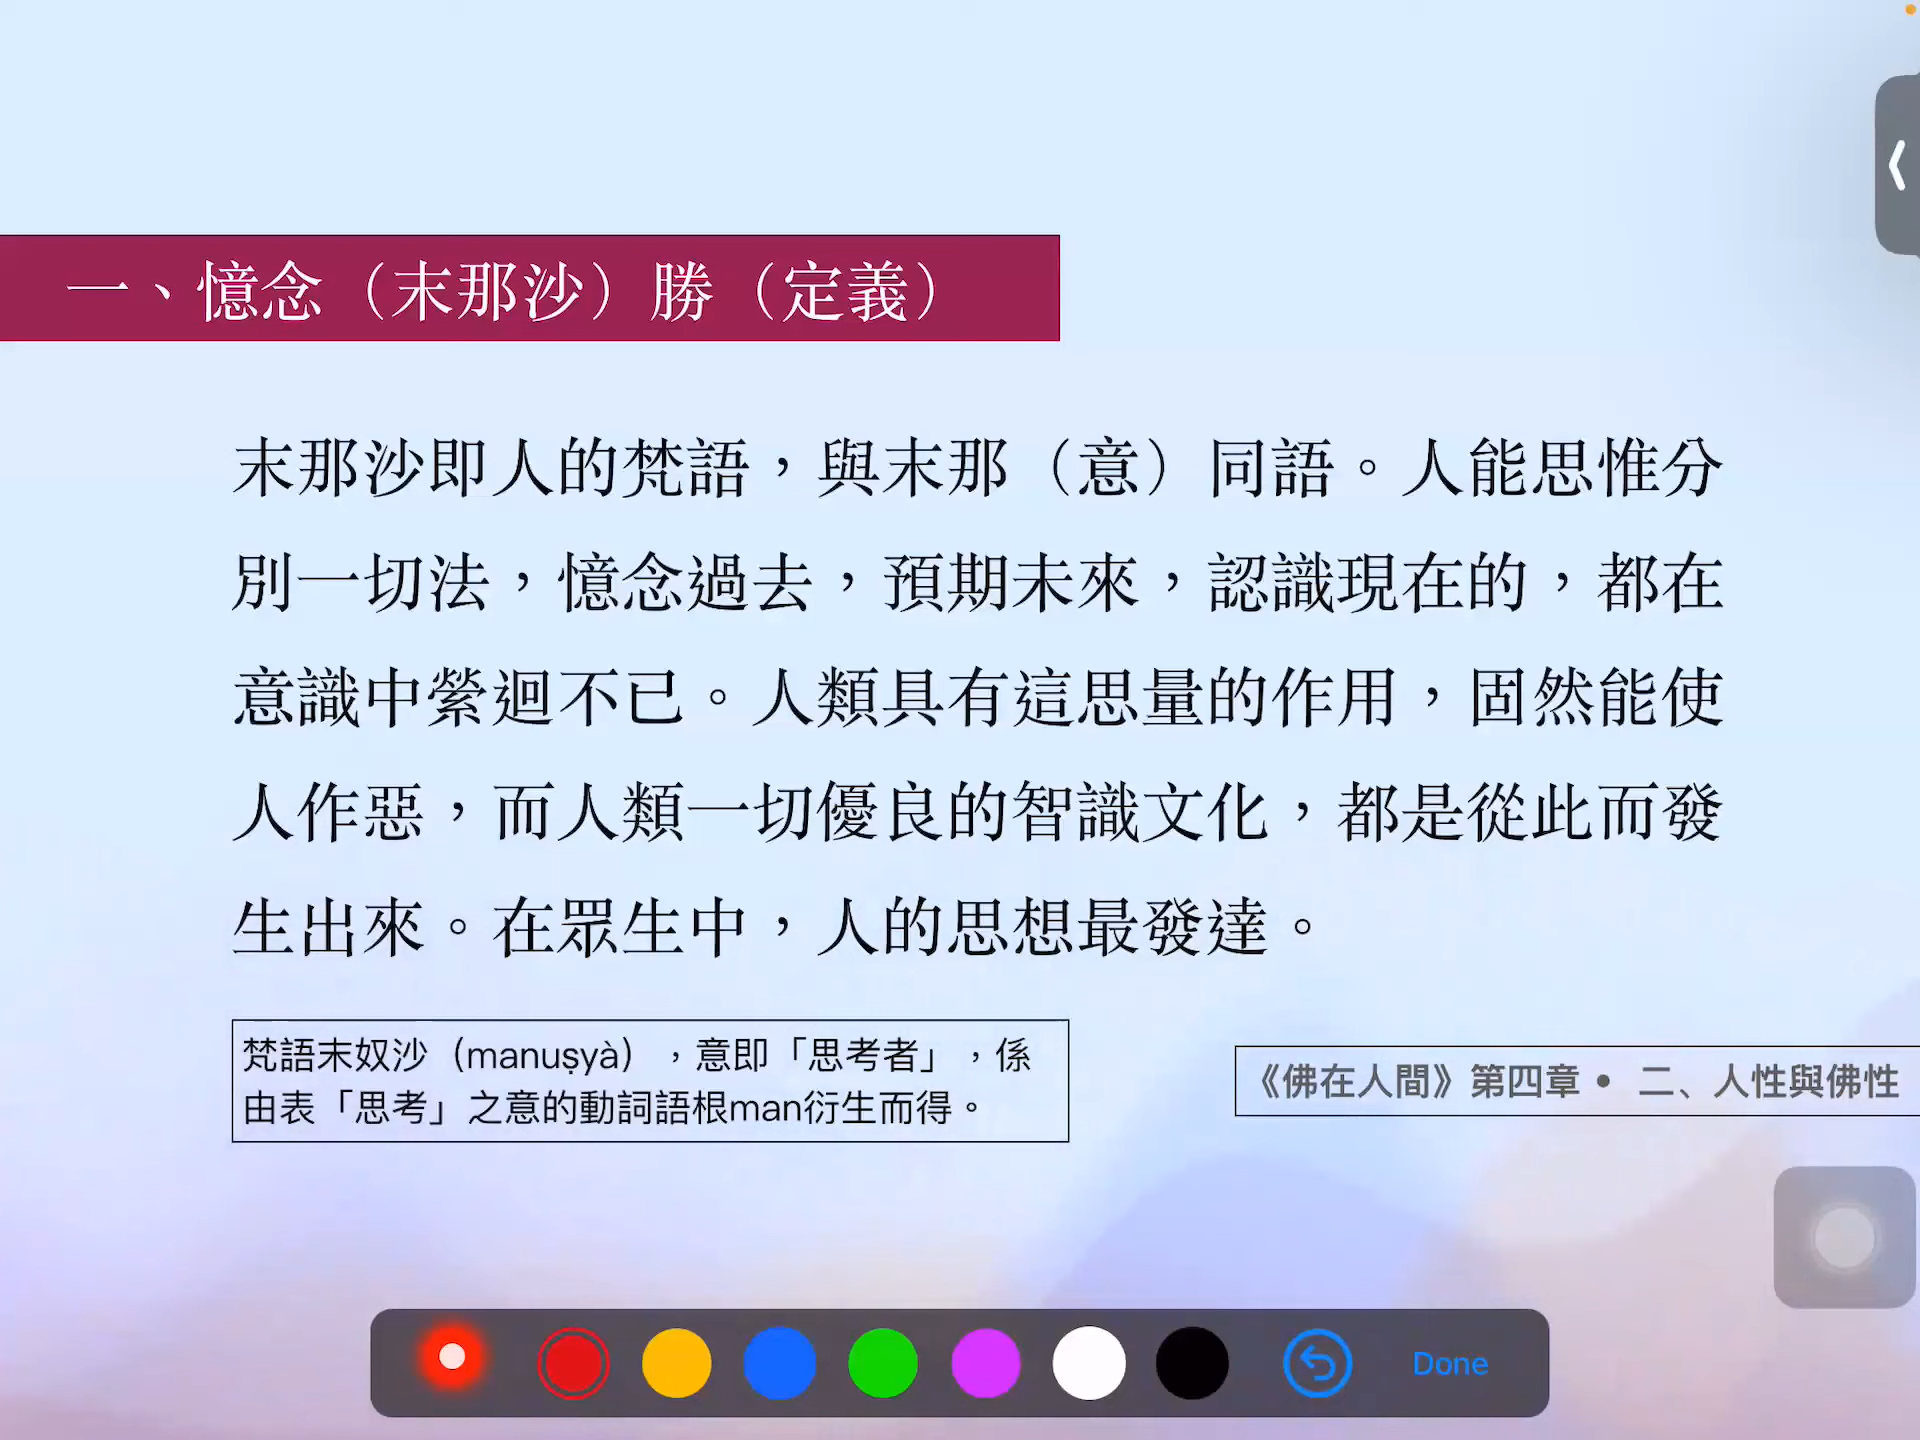 一、憶念（末那沙）勝（定義）
末那沙即人的梵語，與末那（意）同語。人能思惟分
別一切法，憶念過去，預期未來，認識現在的，都在
意識中縈迴不已。人類具有這思量的作用，固然能使
人作惡，而人類一切優良的智識文化，都是從此而發
生出來。在眾生中，人的思想最發達。
梵語末奴沙（manuṣyà），意即「思考者」，係
由表「思考」之意的動詞語根man衍生而得。
《佛在人間》第四章• 二、人性與佛性
Done